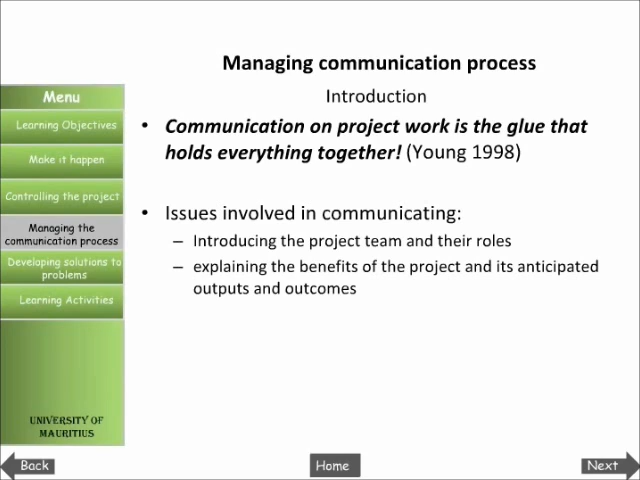 Managing communication process
Introduction
Menu
Learning Objectives
Make it happen
Controlling the project
Managing the
communication process
Developing solutions to
problems
Learning Activities
• Communication on project work is the glue that
holds everything together! (Young 1998)
• Issues involved in communicating:
– Introducing the project team and their roles
– explaining the benefits of the project and its anticipated
outputs and outcomes
UNIVERSITY OF
MAURITIUS
Back
Home
Next